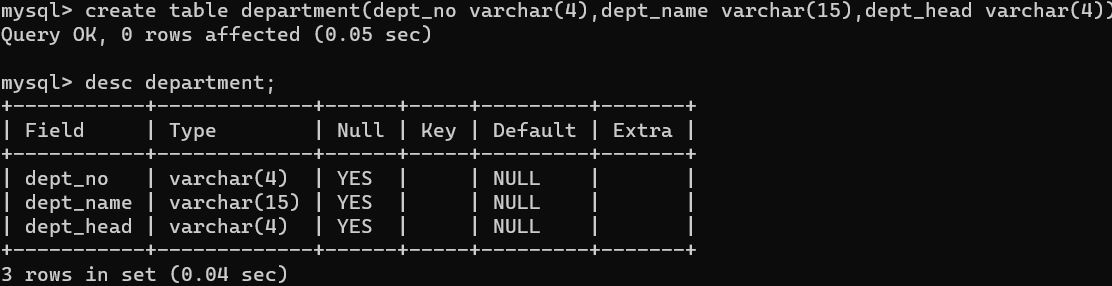 mysql> create table department(dept_no varchar(4),dept_name varchar(15),dept_head varchar(4))
Query OK, 0 rows affected (0.05 sec)
mysql> desc department;
+-----------+-------------+------+-----+---------+-------+
| Field     | Type        | Null | Key | Default | Extra |
+-----------+-------------+------+-----+---------+-------+
| dept_no   | varchar(4)  | YES  |     | NULL    |       |
| dept_name | varchar(15) | YES  |     | NULL    |       |
| dept_head | varchar(4)  | YES  |     | NULL    |       |
+-----------+-------------+------+-----+---------+-------+
3 rows in set (0.04 sec)